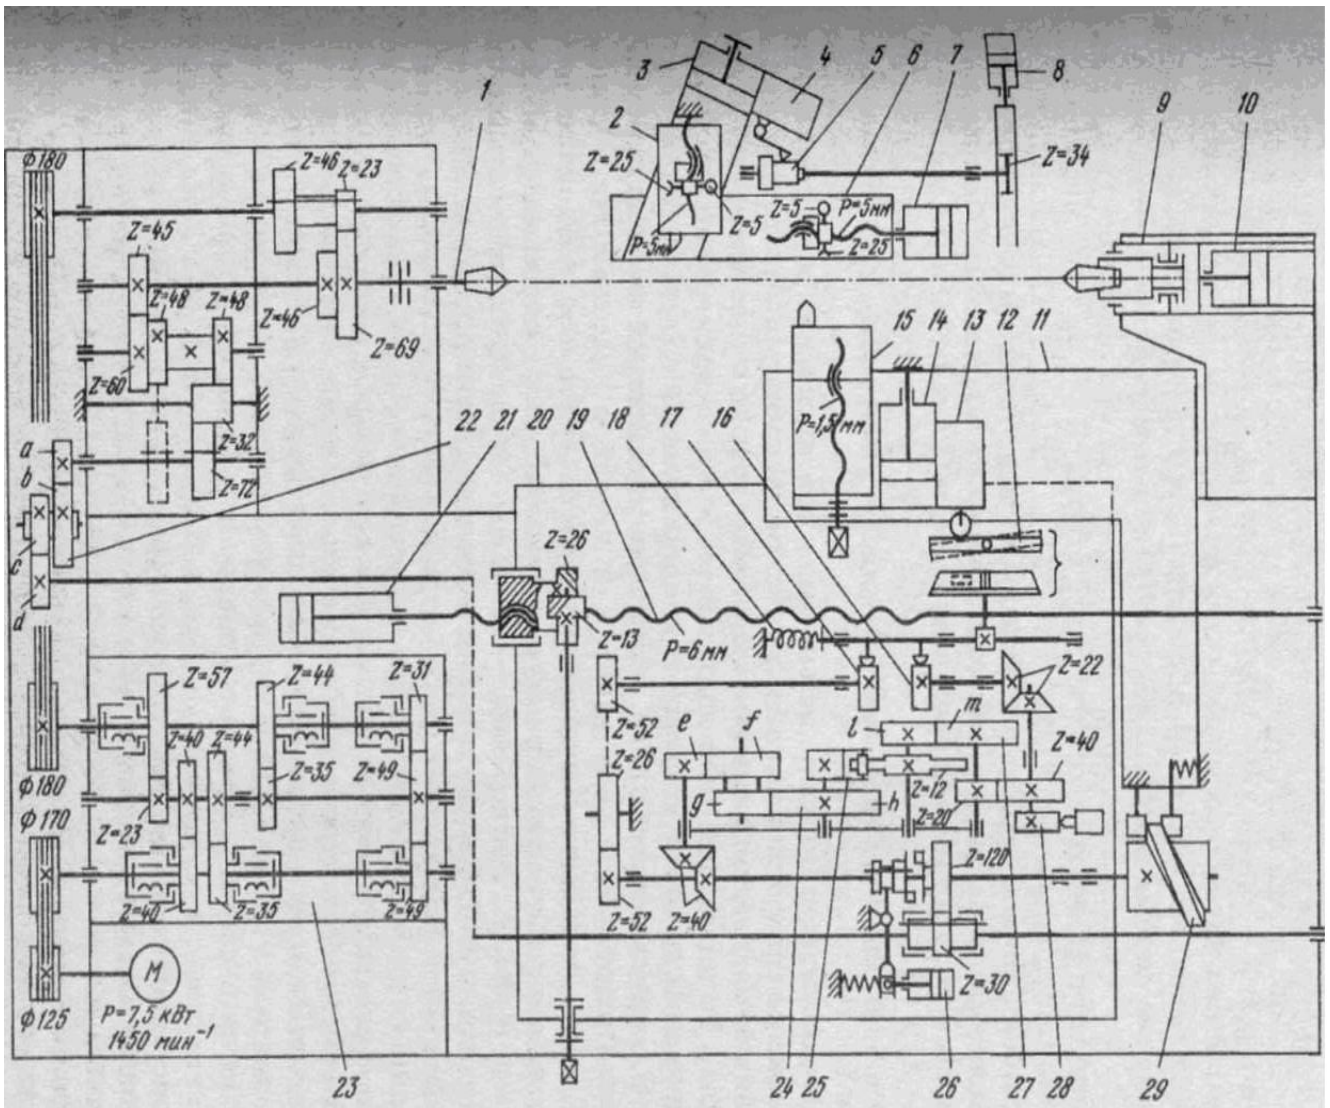 3
4
5
6
7
8
9
10
1
2
Z=25
Z=5
P=5мм
Z=5
P=5мм
Z=25
Z=34
ϕ180
Z=46
Z=23
Z=45
Z=48
Z=48
Z=46
Z=69
Z=60
Z=32
Z=72
a
b
c
d
22
21
20
19
18
17
16
15
14
13
12
11
P=1,5мм
Z=26
Z=13
P=6мм
Z=57
Z=44
Z=31
Z=40
Z=44
Z=35
Z=49
Z=23
Z=40
Z=35
Z=49
ϕ180
ϕ170
ϕ125
M
P=7,5 кВт
1450 мин⁻¹
Z=52
Z=26
Z=52
e
f
g
h
l
m
Z=22
Z=12
Z=20
Z=40
Z=40
Z=120
Z=30
23
24
25
26
27
28
29